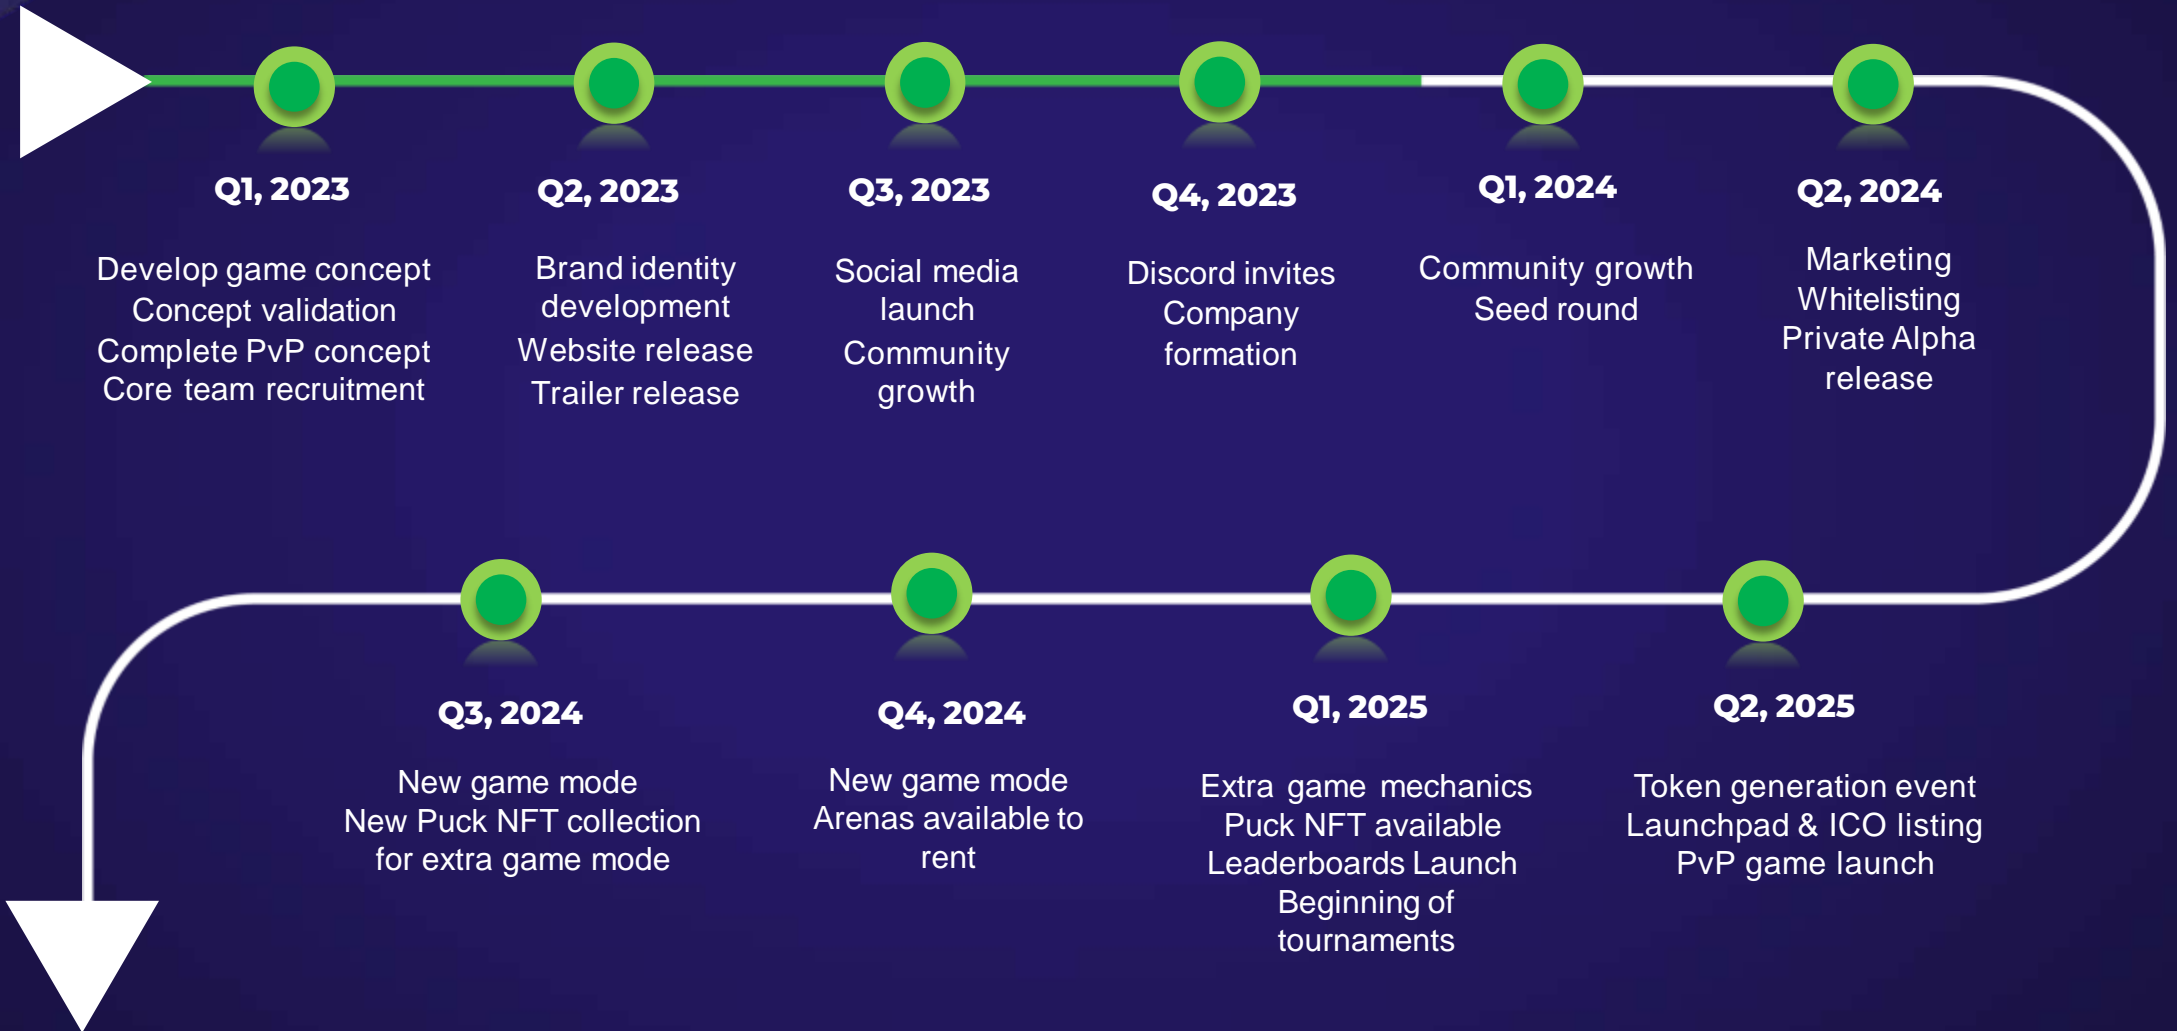 Q1, 2023
Develop game concept
Concept validation
Complete PvP concept
Core team recruitment
Q2, 2023
Brand identity
development
Website release
Trailer release
Q3, 2023
Social media
launch
Community
growth
Q4, 2023
Discord invites
Company
formation
Q1, 2024
Community growth
Seed round
Q2, 2024
Marketing
Whitelisting
Private Alpha
release
Q3, 2024
New game mode
New Puck NFT collection
for extra game mode
Q4, 2024
New game mode
Arenas available to
rent
Q1, 2025
Extra game mechanics
Puck NFT available
Leaderboards Launch
Beginning of
tournaments
Q2, 2025
Token generation event
Launchpad & ICO listing
PvP game launch